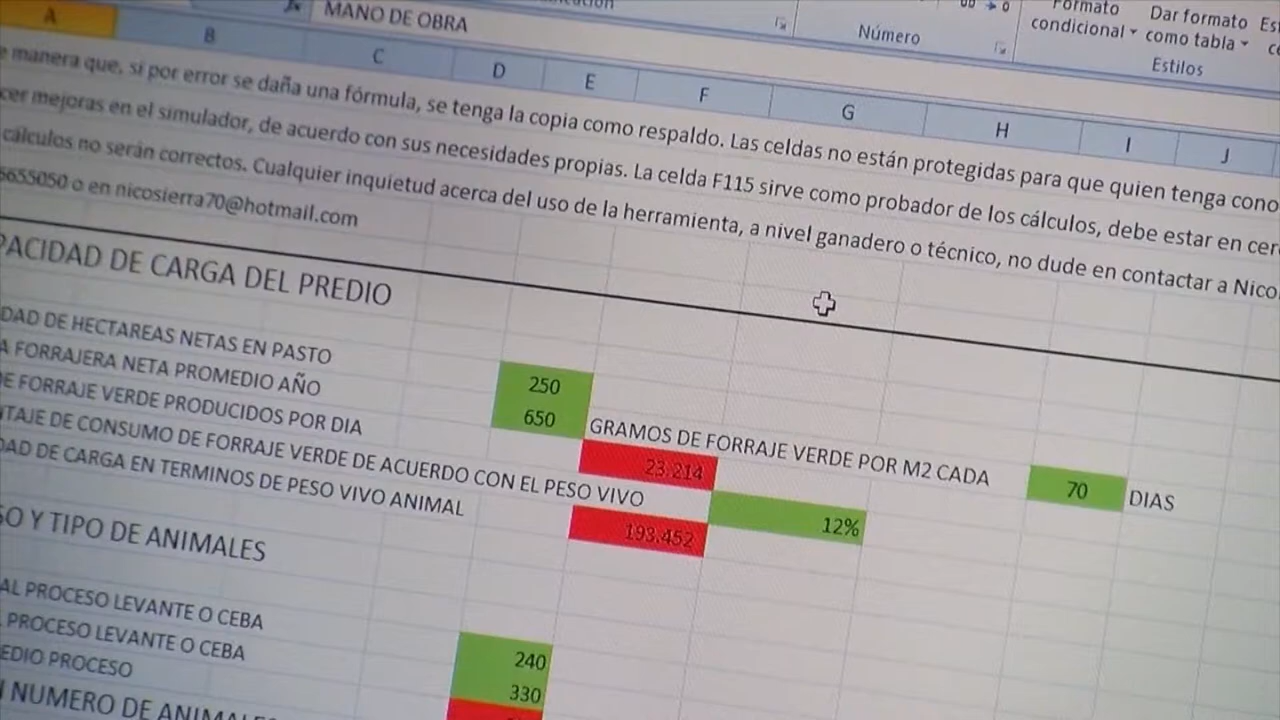 MANO DE OBRA
Número
Formato
condicional
Dar formato
como tabla
Estilos
A B C D E F G H I J
manera que, si por error se daña una fórmula, se tenga la copia como respaldo. Las celdas no están protegidas para que quien tenga cono
cer mejoras en el simulador, de acuerdo con sus necesidades propias. La celda F115 sirve como probador de los cálculos, debe estar en cer
cálculos no serán correctos. Cualquier inquietud acerca del uso de la herramienta, a nivel ganadero o técnico, no dude en contactar a Nico
5655050 o en nicosierra70@hotmail.com
PACIDAD DE CARGA DEL PREDIO
DAD DE HECTAREAS NETAS EN PASTO 250
A FORRAJERA NETA PROMEDIO AÑO 650 GRAMOS DE FORRAJE VERDE POR M2 CADA 70 DIAS
DE FORRAJE VERDE PRODUCIDOS POR DIA 23.214
NTAJE DE CONSUMO DE FORRAJE VERDE DE ACUERDO CON EL PESO VIVO 12%
DAD DE CARGA EN TERMINOS DE PESO VIVO ANIMAL 193.452
SO Y TIPO DE ANIMALES
AL PROCESO LEVANTE O CEBA 240
PROCESO LEVANTE O CEBA 330
EDIO PROCESO
N NUMERO DE ANIMALES